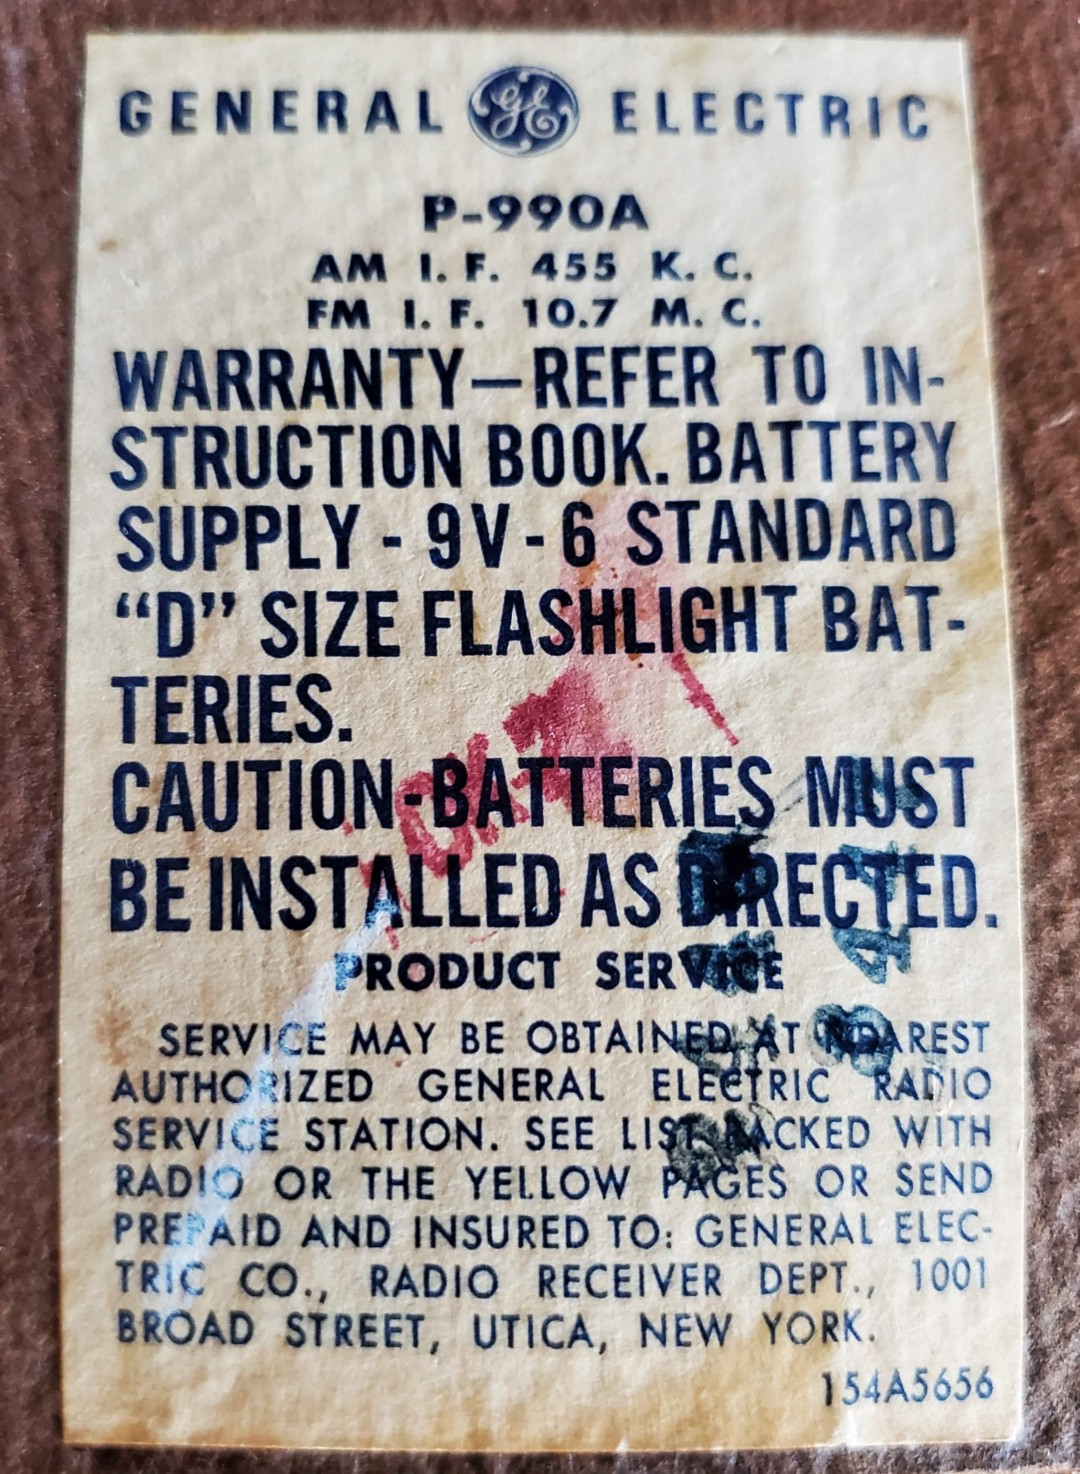 GENERAL GE ELECTRIC
P-990A
AM I. F. 455 K. C.
FM I. F. 10.7 M. C.
WARRANTY—REFER TO IN-
STRUCTION BOOK. BATTERY
SUPPLY - 9V - 6 STANDARD
“D” SIZE FLASHLIGHT BAT-
TERIES.
CAUTION-BATTERIES MUST
BE INSTALLED AS DIRECTED.
PRODUCT SERVICE
SERVICE MAY BE OBTAINED AT NEAREST
AUTHORIZED GENERAL ELECTRIC RADIO
SERVICE STATION. SEE LIST PACKED WITH
RADIO OR THE YELLOW PAGES OR SEND
PREPAID AND INSURED TO: GENERAL ELEC-
TRIC CO., RADIO RECEIVER DEPT., 1001
BROAD STREET, UTICA, NEW YORK.
154A5656